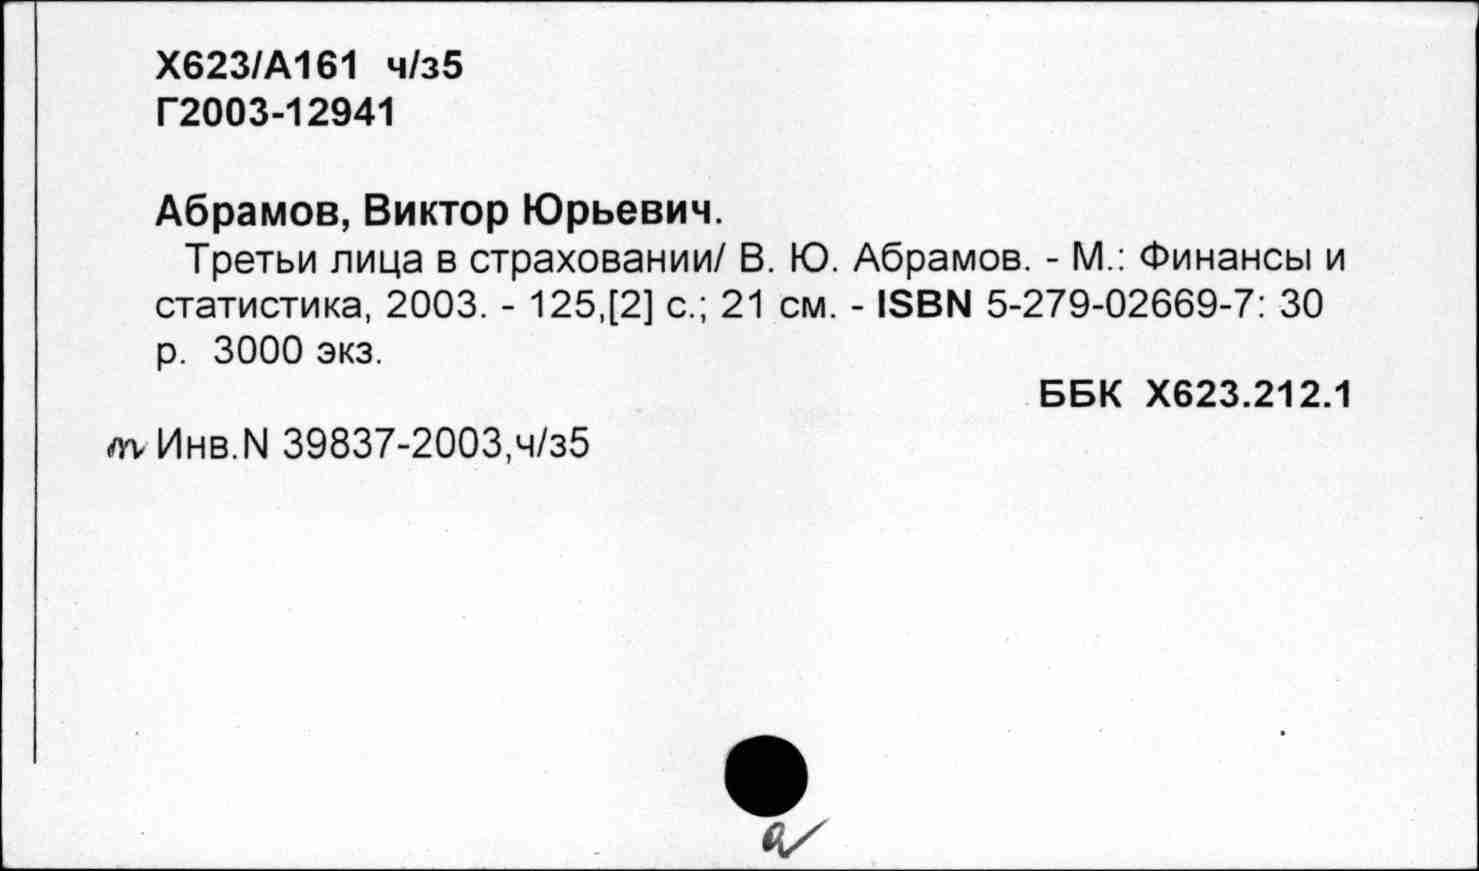 Х623/А161 ч/з5
Г2003-12941
Абрамов, Виктор Юрьевич.
Третьи лица в страховании/ В. Ю. Абрамов. - М.: Финансы и
статистика, 2003. - 125,[2] с.; 21 см. - ISBN 5-279-02669-7: 30
р. 3000 экз.
ББК Х623.212.1
Инв.N 39837-2003,ч/з5